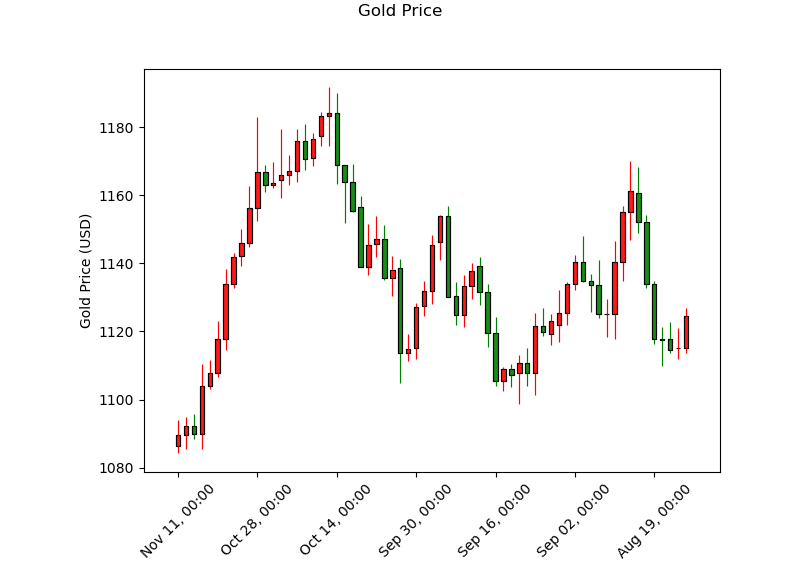 Gold Price
Gold Price (USD)
1180
1160
1140
1120
1100
1080
Nov 11, 00:00
Oct 28, 00:00
Oct 14, 00:00
Sep 30, 00:00
Sep 16, 00:00
Sep 02, 00:00
Aug 19, 00:00